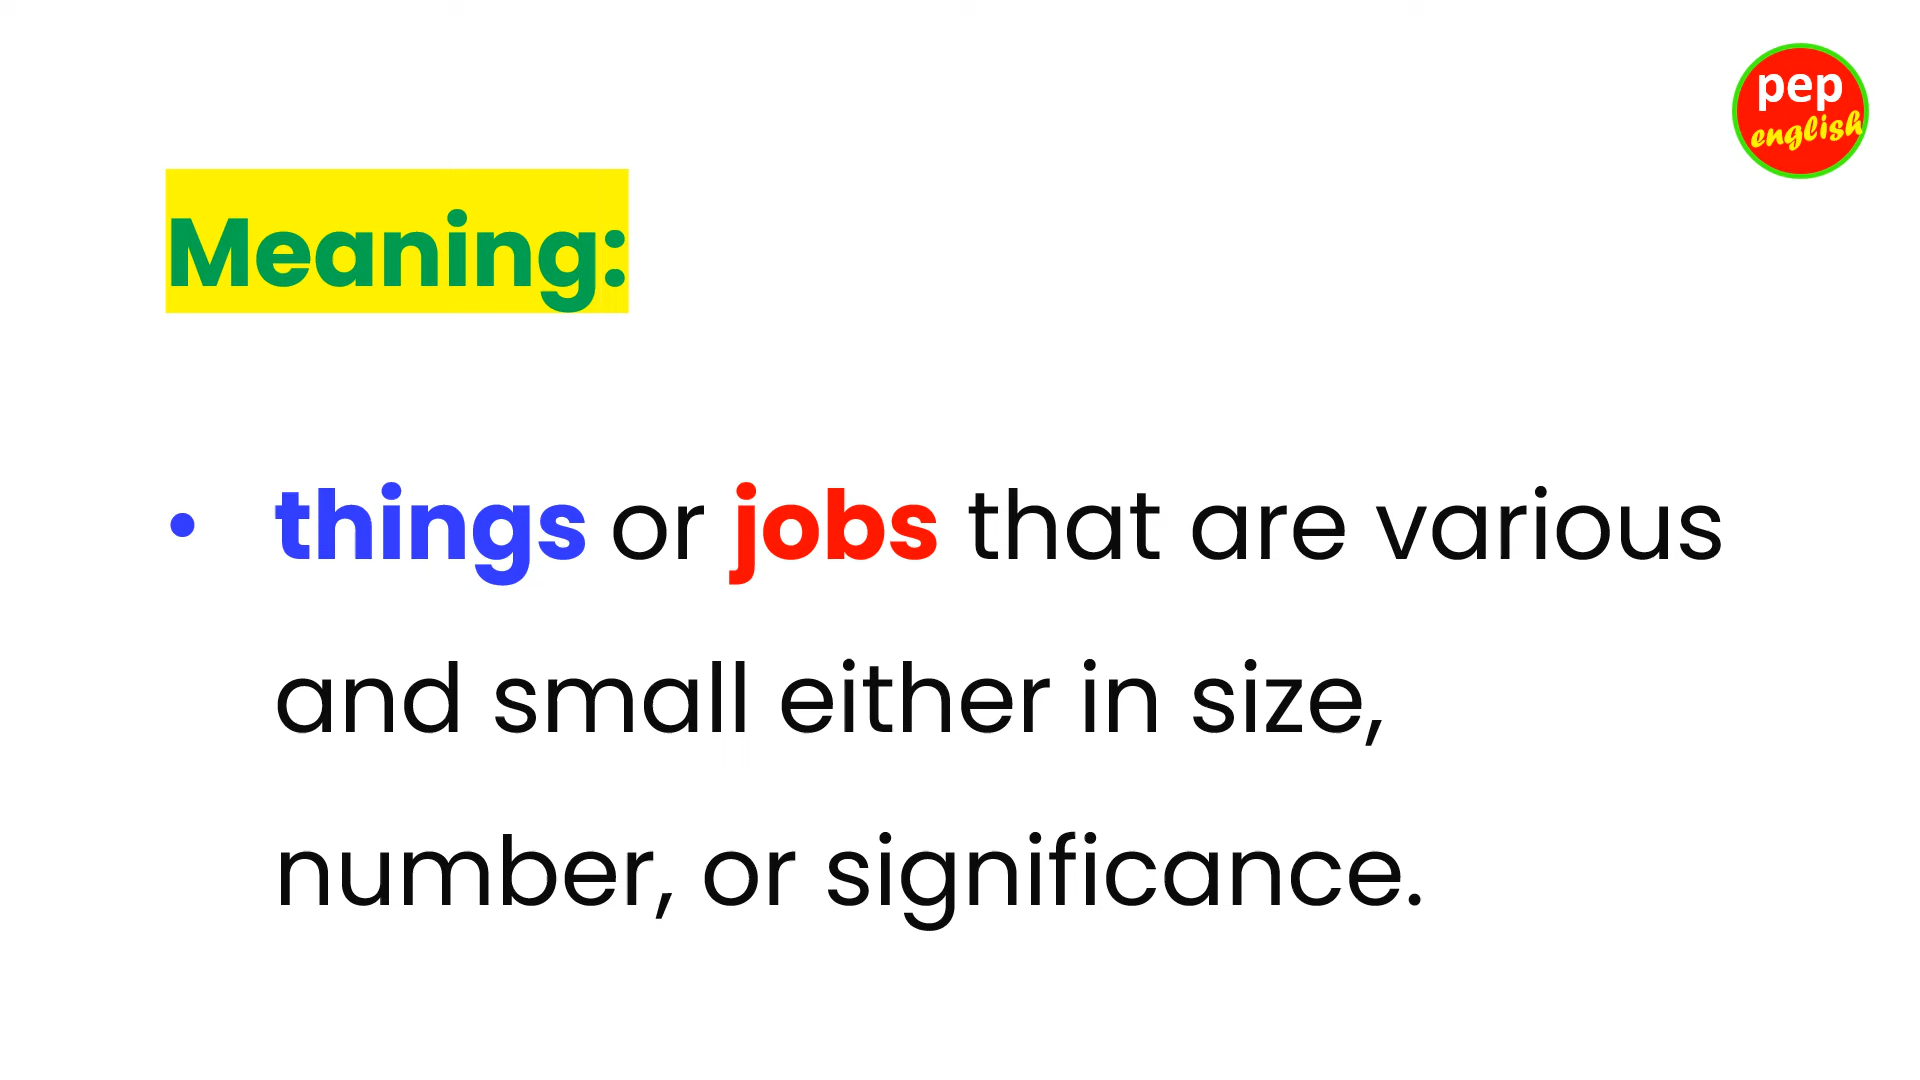 pep
english
Meaning:
• things or jobs that are various
and small either in size,
number, or significance.